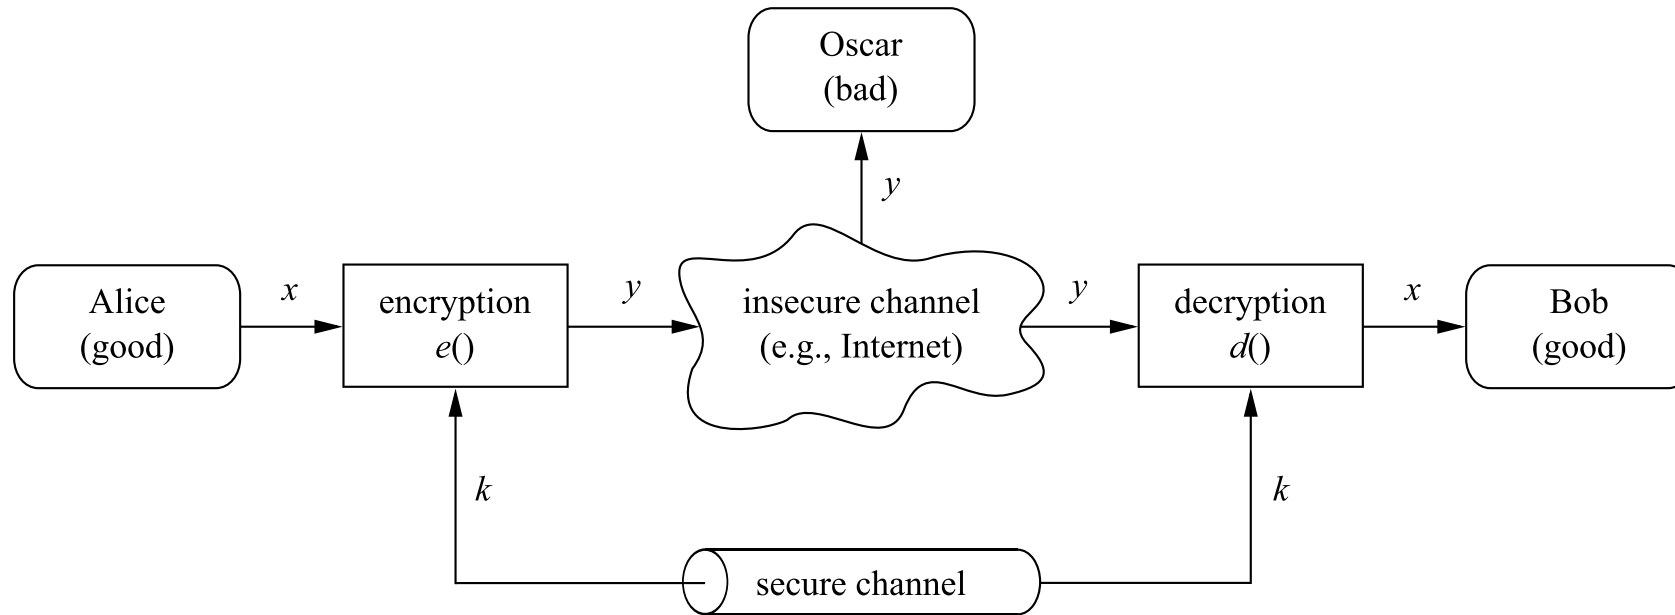 Oscar
(bad)
y
Alice
(good)
x
encryption
e()
y
insecure channel
(e.g., Internet)
y
decryption
d()
x
Bob
(good)
k
k
secure channel